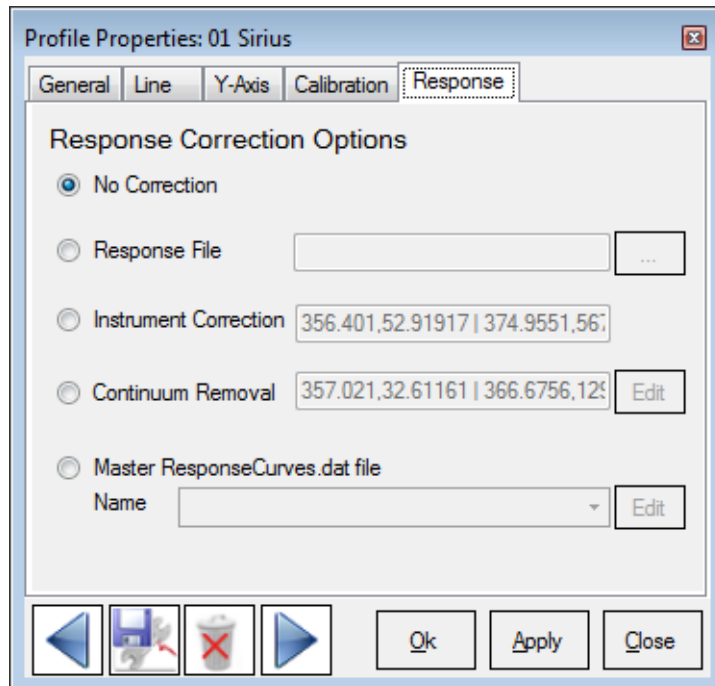 Profile Properties: 01 Sirius
General Line Y-Axis Calibration Response
Response Correction Options
No Correction
Response File ...
Instrument Correction 356.401,52.91917 | 374.9551,567
Continuum Removal 357.021,32.61161 | 366.6756,129 Edit
Master ResponseCurves.dat file
Name Edit
Ok Apply Close